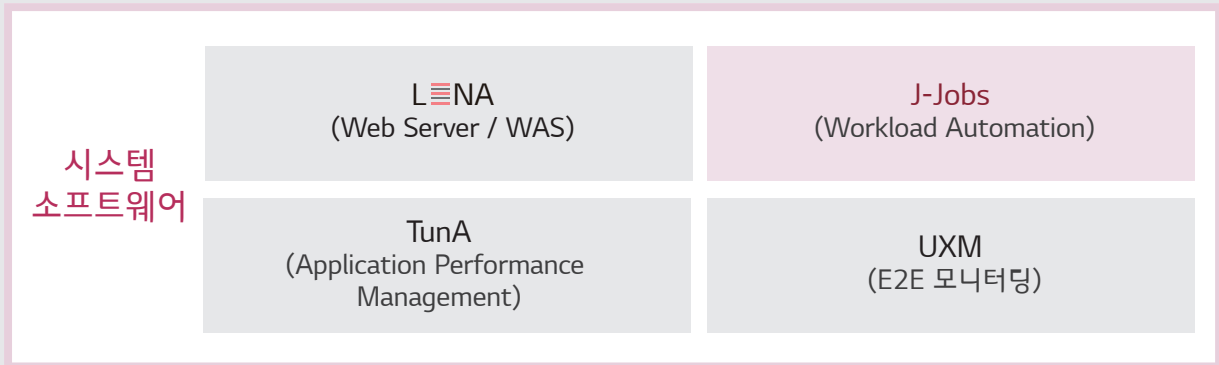 시스템
소프트웨어
LENA
(Web Server / WAS)
J-Jobs
(Workload Automation)
TunA
(Application Performance
Management)
UXM
(E2E 모니터딩)